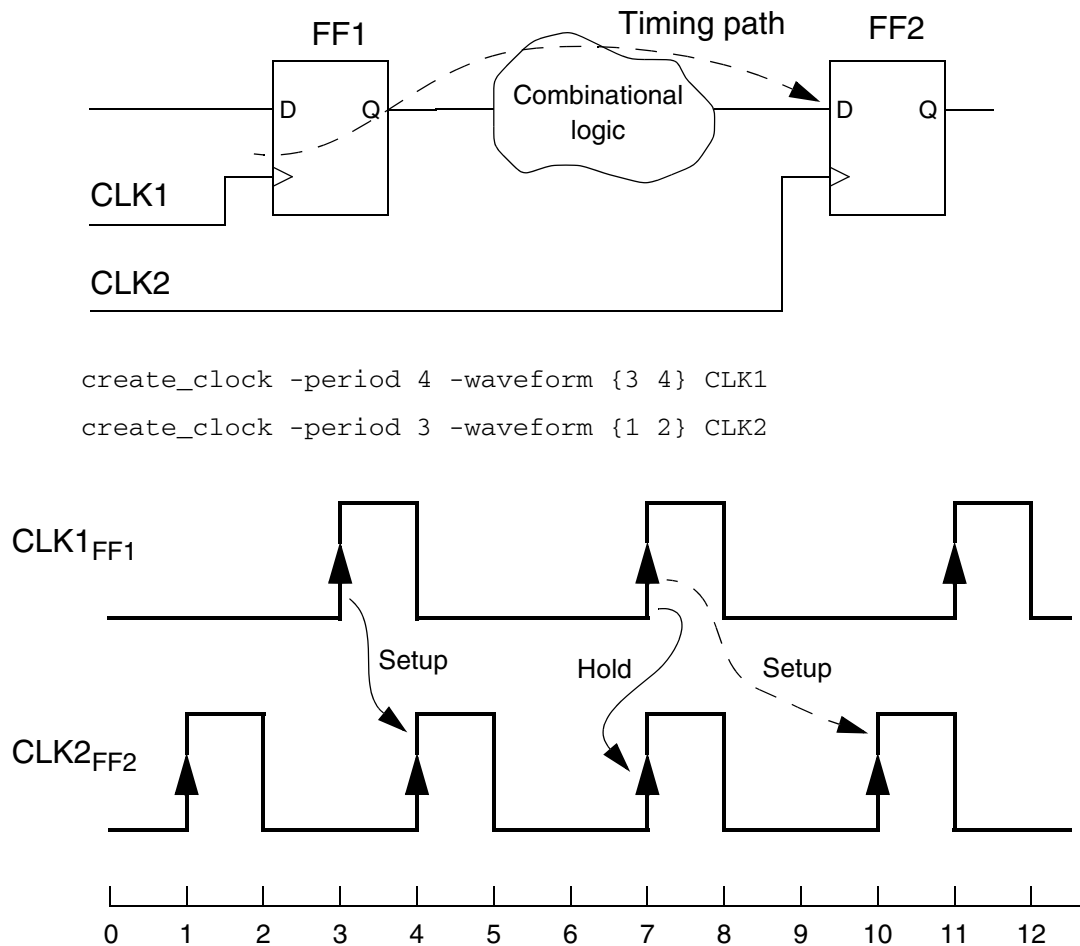 FF1
Timing path
FF2
D Q
Combinational
logic
D Q
CLK1
CLK2
create_clock -period 4 -waveform {3 4} CLK1
create_clock -period 3 -waveform {1 2} CLK2
CLK1FF1
Setup
Hold
Setup
CLK2FF2
0 1 2 3 4 5 6 7 8 9 10 11 12